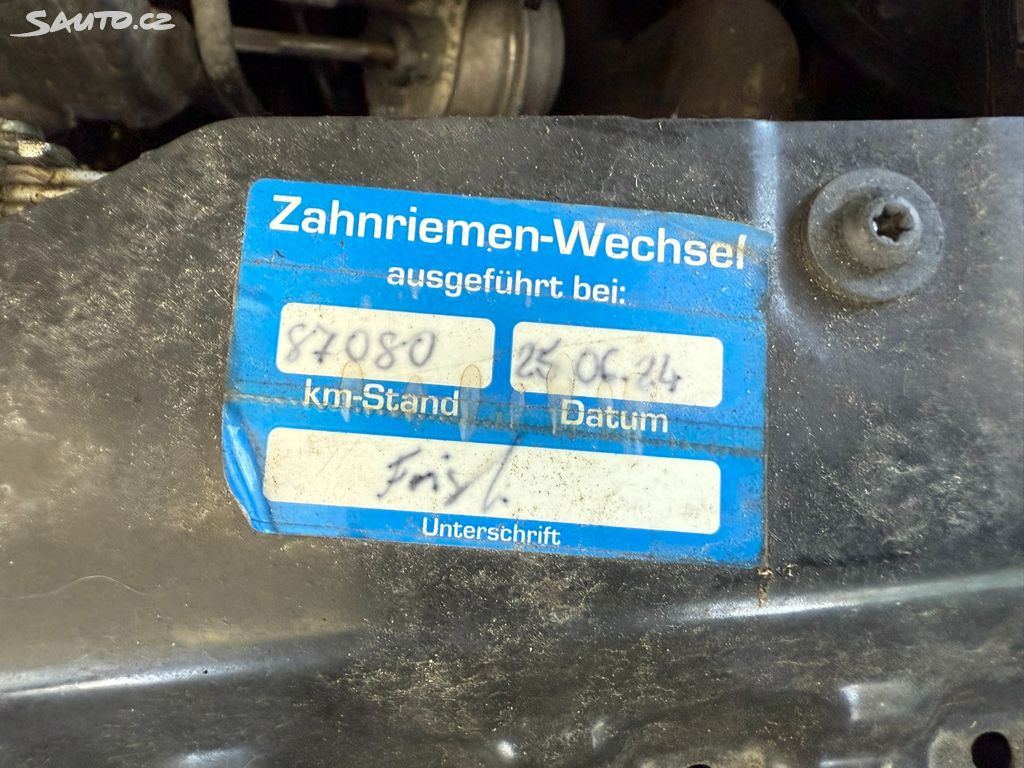 SAUTO.CZ
Zahnriemen-Wechsel
ausgeführt bei:
87080 25.06.24
km-Stand Datum
Unterschrift